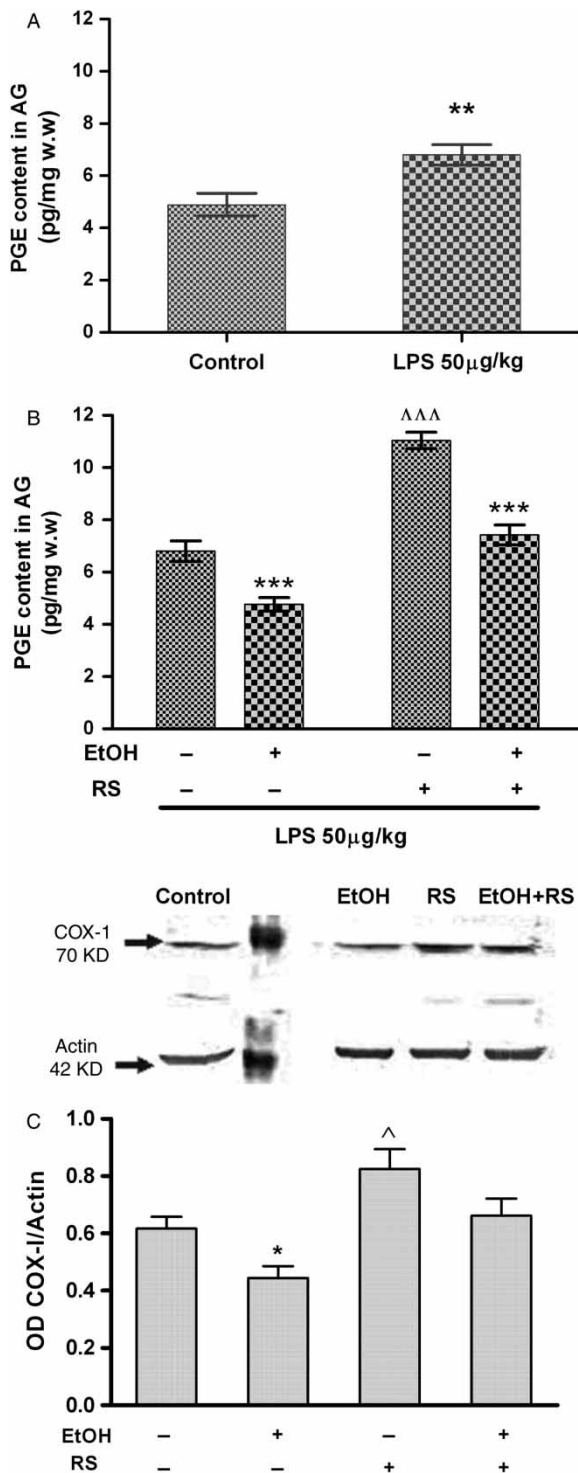 A
PGE content in AG
(pg/mg w.w)
12
10
8
6
4
2
0
**
Control LPS 50μg/kg
B
PGE content in AG
(pg/mg w.w)
12
10
8
6
4
2
0
*** ^^^ ***
EtOH – + – +
RS – – + +
LPS 50μg/kg
Control EtOH RS EtOH+RS
COX-1
70 KD
Actin
42 KD
C
OD COX-I/Actin
1.0
0.8
0.6
0.4
0.2
0.0
* ^
EtOH – + – +
RS – – + +